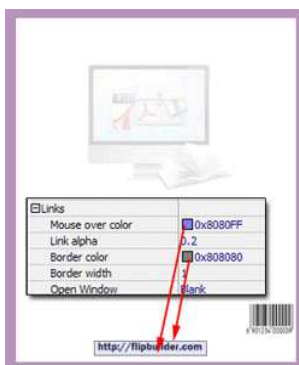 Links
Mouse over color 0x8080FF
Link alpha 0.2
Border color 0x808080
Border width 1
Open Window Blank
http://flipbuilder.com